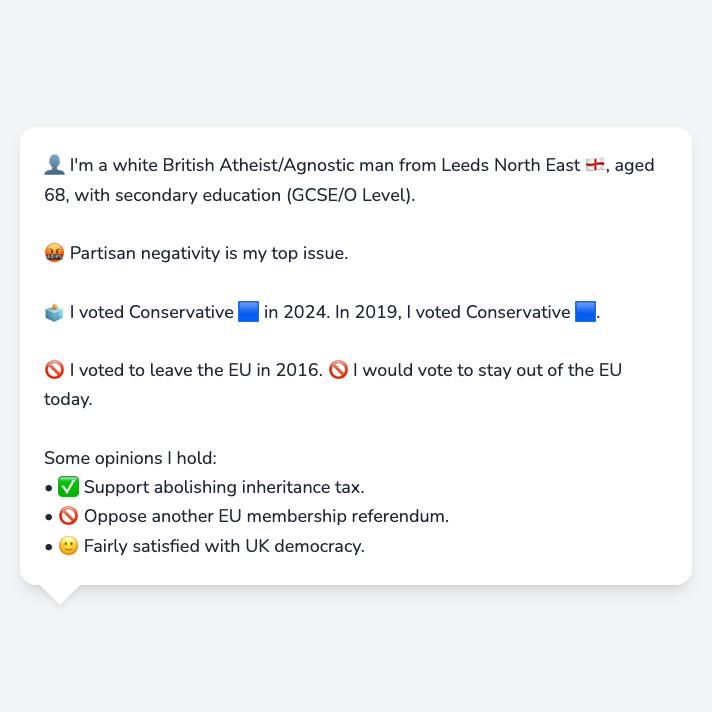 👤 I'm a white British Atheist/Agnostic man from Leeds North East 🏴󠁧󠁢󠁥󠁮󠁧󠁿, aged
68, with secondary education (GCSE/O Level).
🤬 Partisan negativity is my top issue.
🗳️ I voted Conservative 🟦 in 2024. In 2019, I voted Conservative 🟦.
🚫 I voted to leave the EU in 2016. 🚫 I would vote to stay out of the EU
today.
Some opinions I hold:
• ✅ Support abolishing inheritance tax.
• 🚫 Oppose another EU membership referendum.
• 🙂 Fairly satisfied with UK democracy.